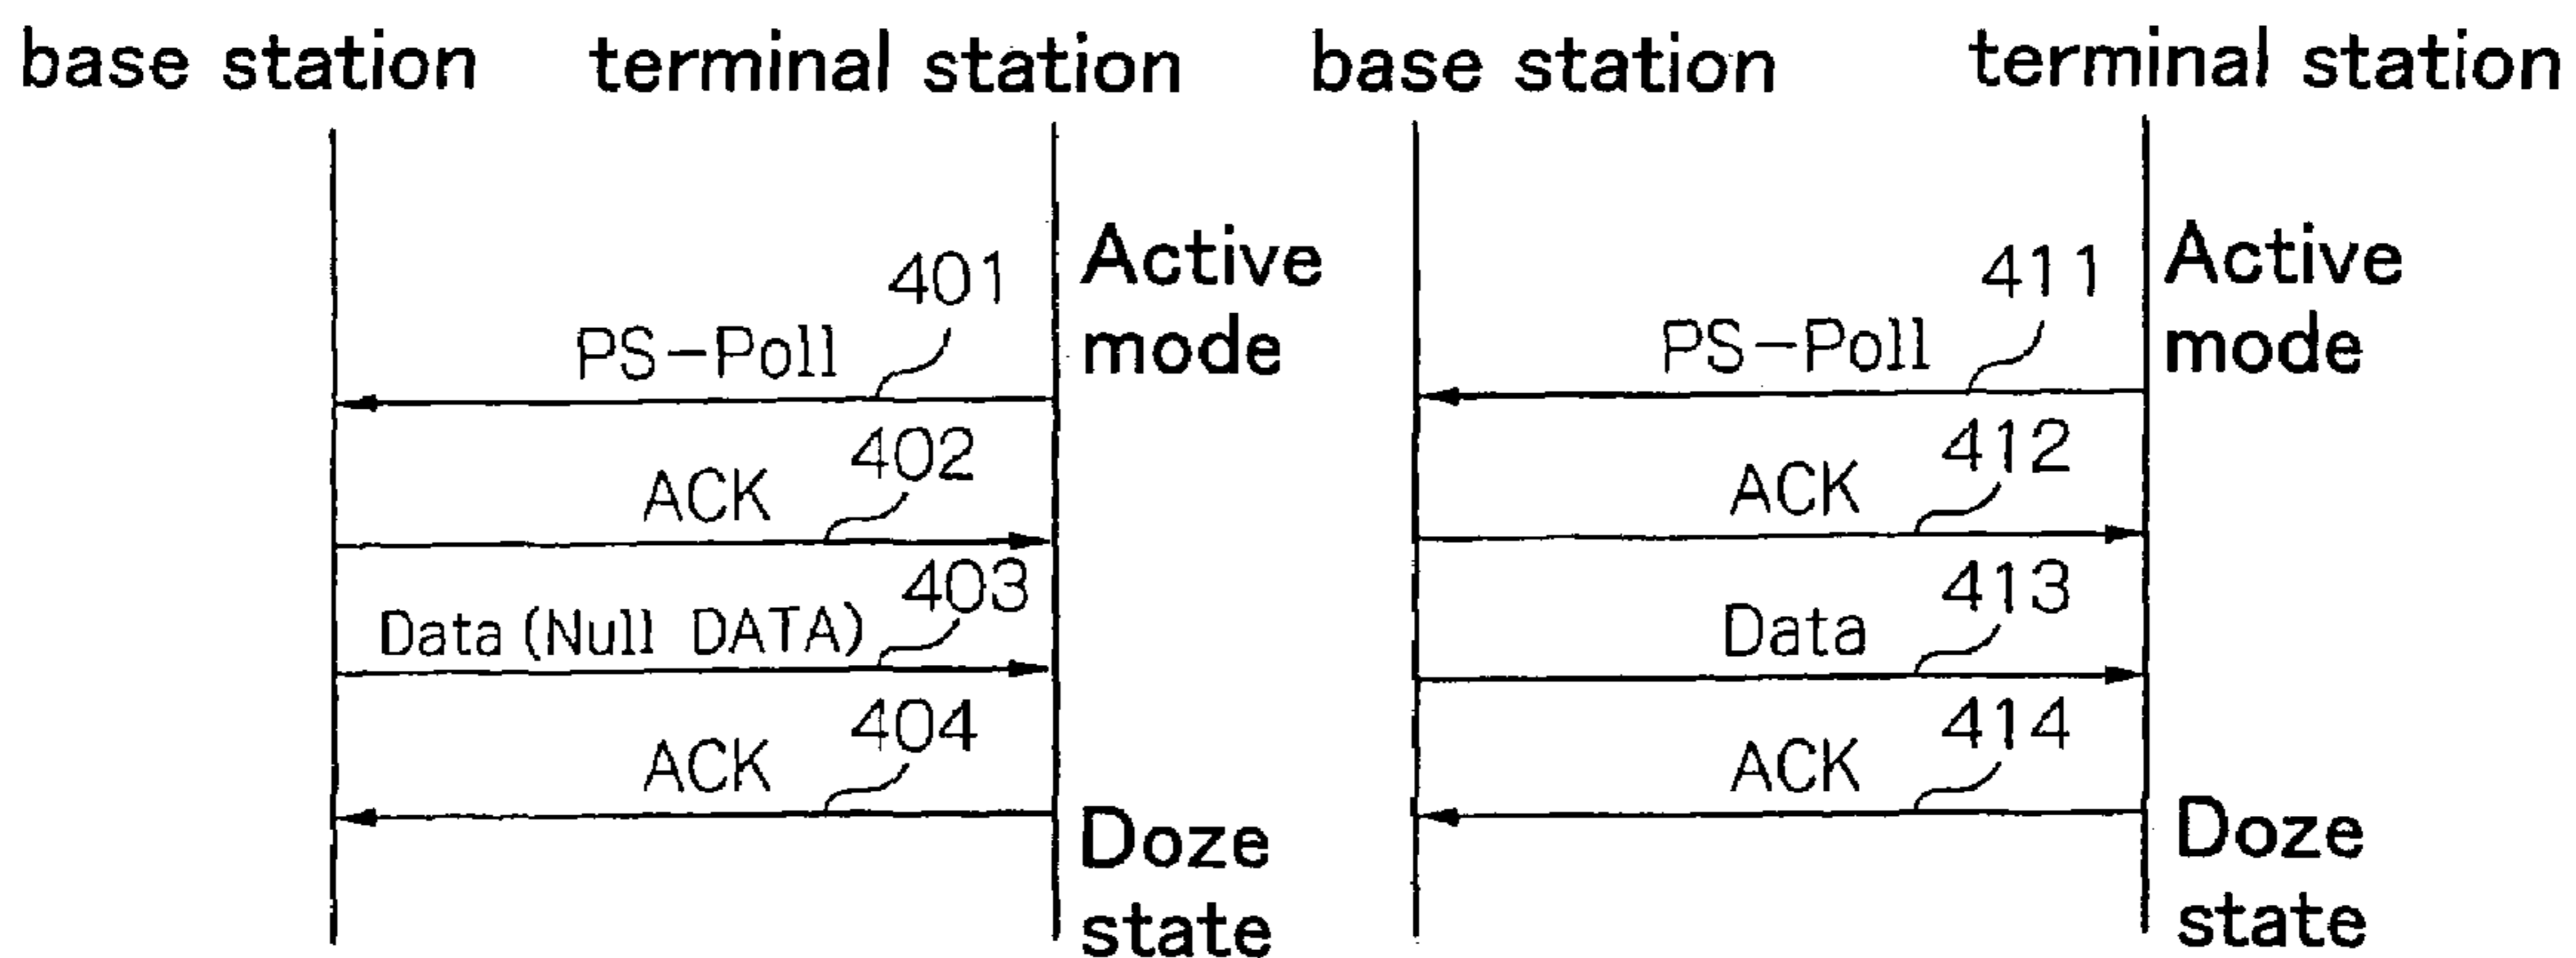 base station terminal station base station terminal station
Active mode
401
PS-Poll
402
ACK
403
Data (Null DATA)
404
ACK
Doze state
Active mode
411
PS-Poll
412
ACK
413
Data
414
ACK
Doze state